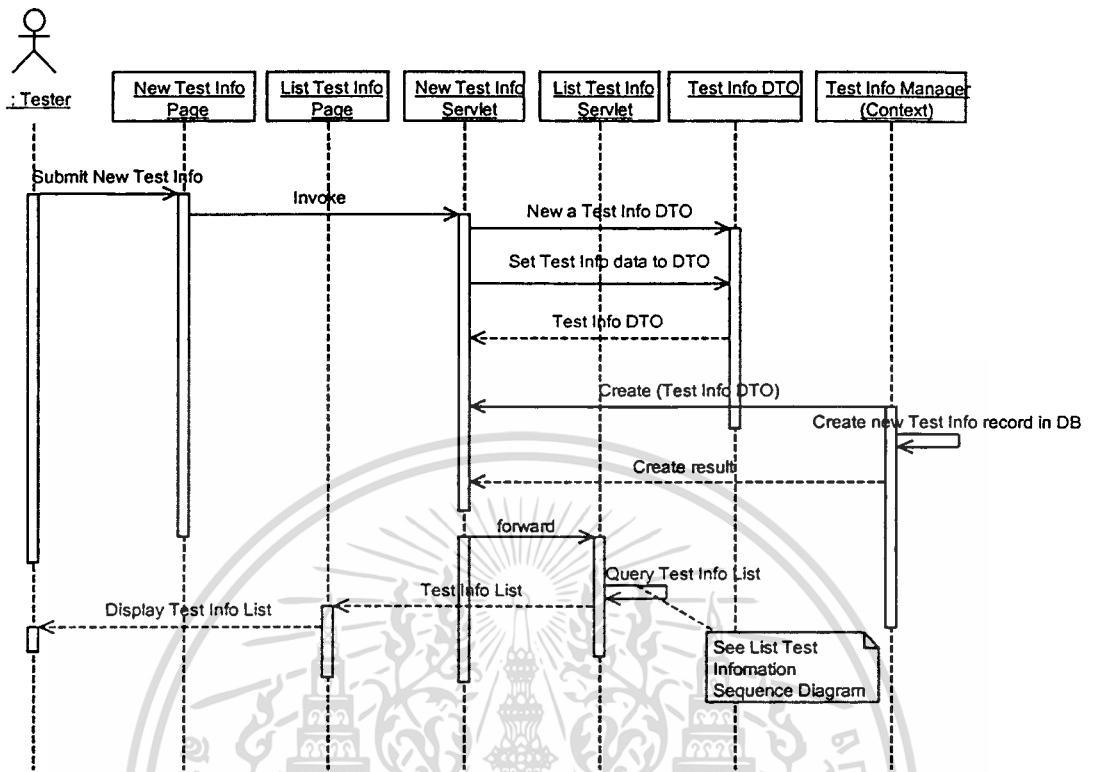 : Tester
New Test Info
Page
List Test Info
Page
New Test Info
Servlet
List Test Info
Servlet
Test Info DTO
Test Info Manager
(Context)
Submit New Test Info
Invoke
New a Test Info DTO
Set Test Info data to DTO
Test Info DTO
Create (Test Info DTO)
Create new Test Info record in DB
Create result
forward
Query Test Info List
Test Info List
Display Test Info List
See List Test
Infomation
Sequence Diagram